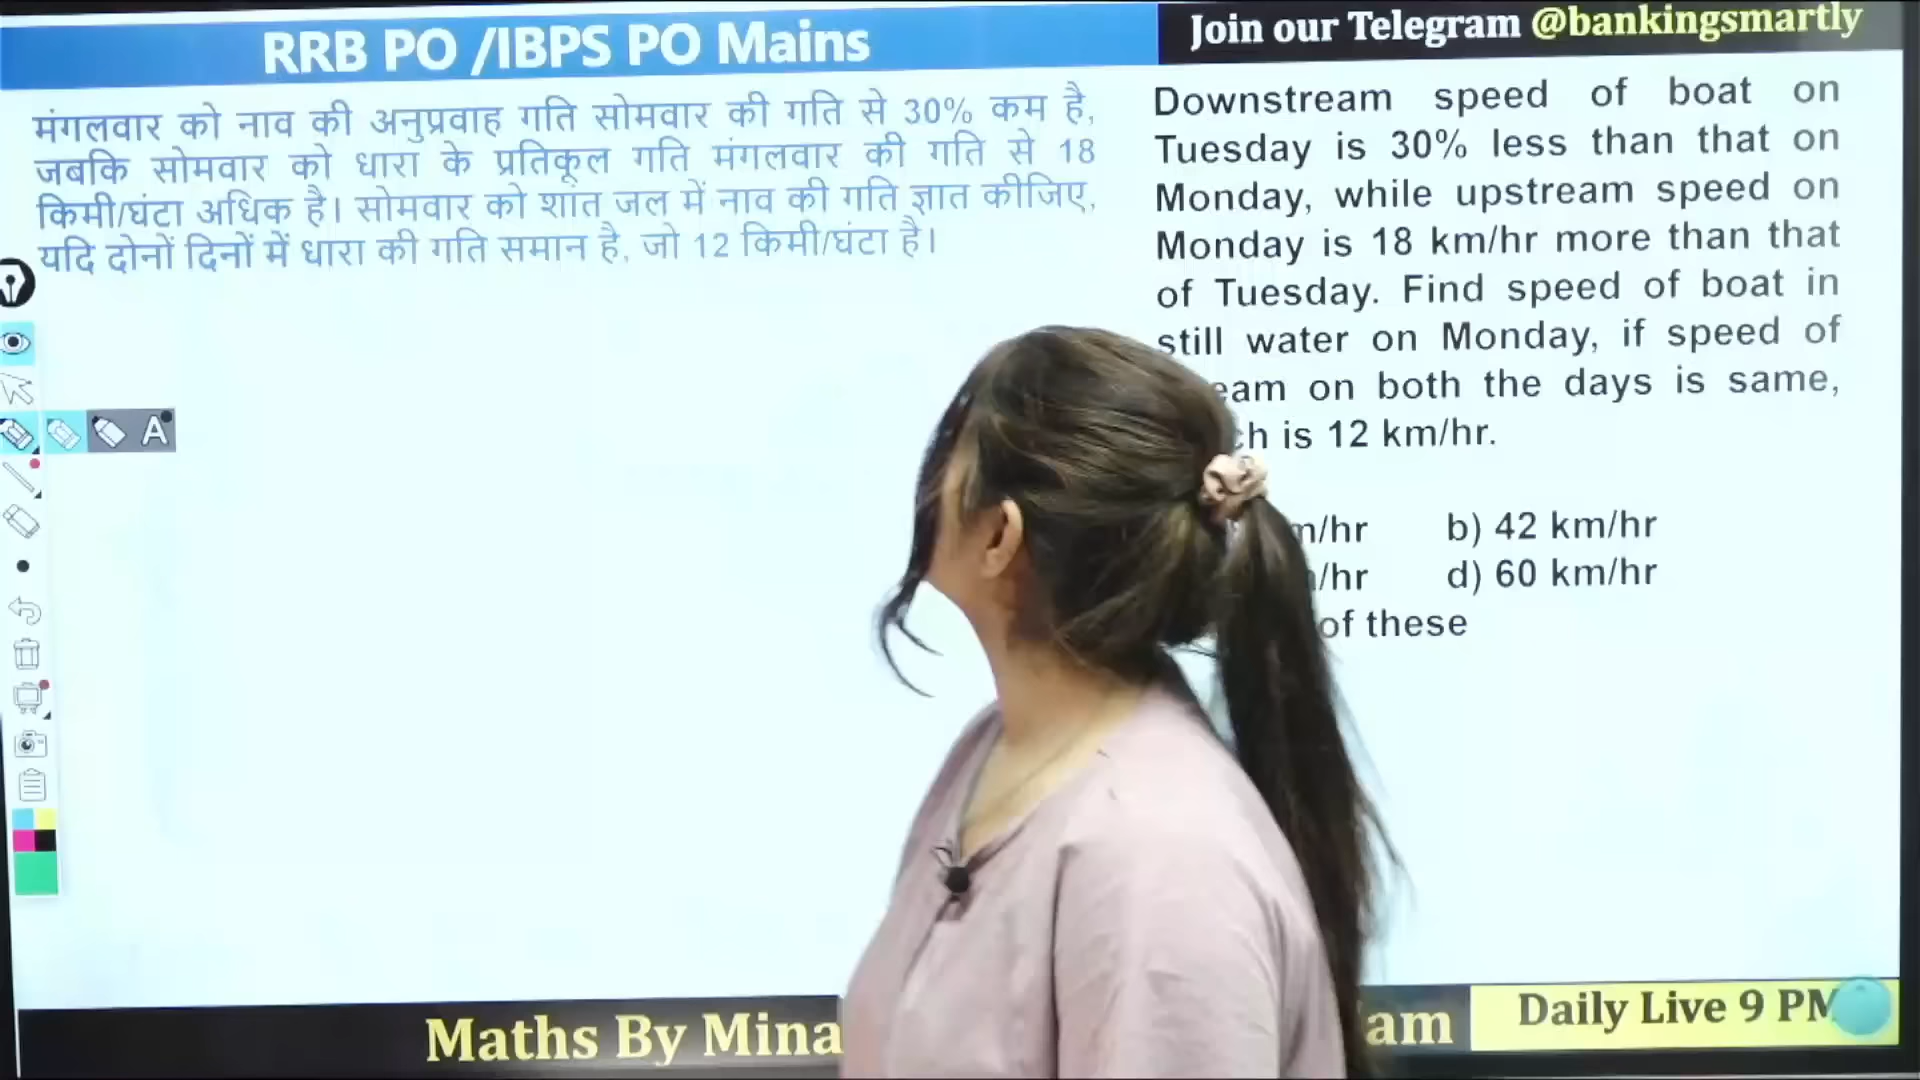 RRB PO /IBPS PO Mains
Join our Telegram @bankingsmartly
मंगलवार को नाव की अनुप्रवाह गति सोमवार की गति से 30% कम है,
जबकि सोमवार को धारा के प्रतिकूल गति मंगलवार की गति से 18
किमी/घंटा अधिक है। सोमवार को शांत जल में नाव की गति ज्ञात कीजिए,
यदि दोनों दिनों में धारा की गति समान है, जो 12 किमी/घंटा है।
Downstream speed of boat on
Tuesday is 30% less than that on
Monday, while upstream speed on
Monday is 18 km/hr more than that
of Tuesday. Find speed of boat in
still water on Monday, if speed of
on both the days is same,
is 12 km/hr.
b) 42 km/hr
d) 60 km/hr
of these
A
Maths By
Daily Live 9 PM